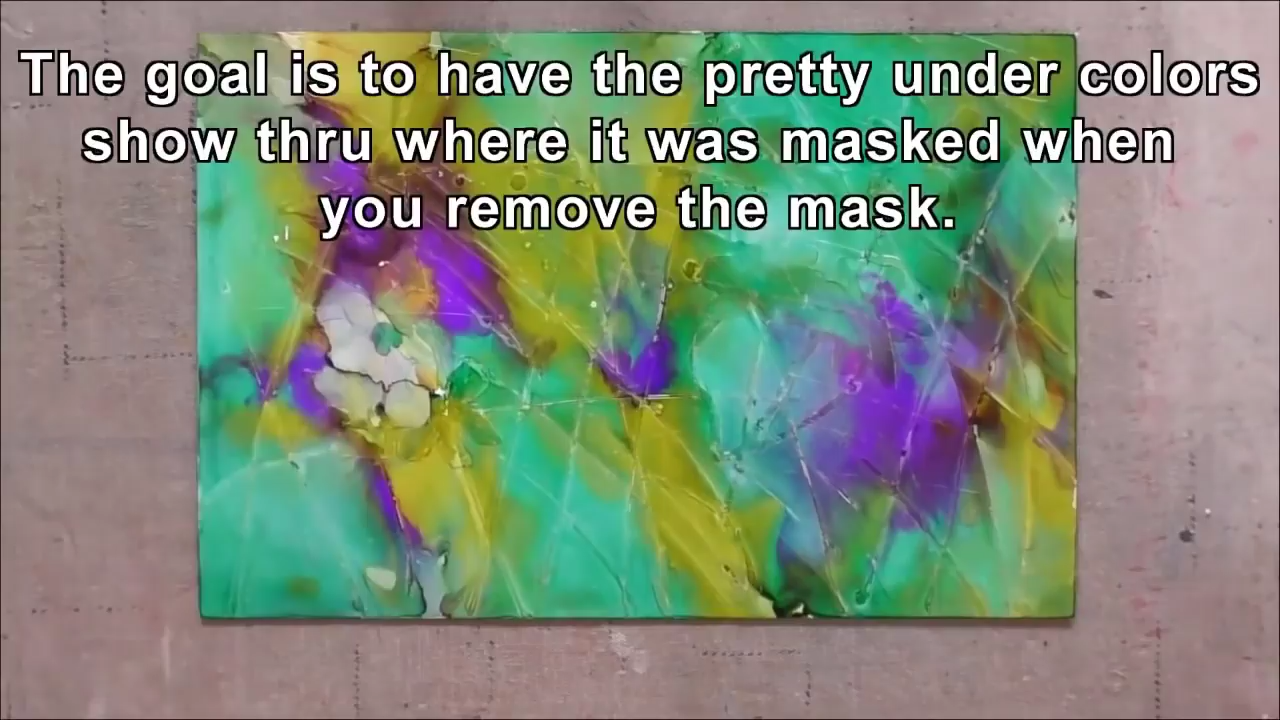 The goal is to have the pretty under colors
show thru where it was masked when
you remove the mask.